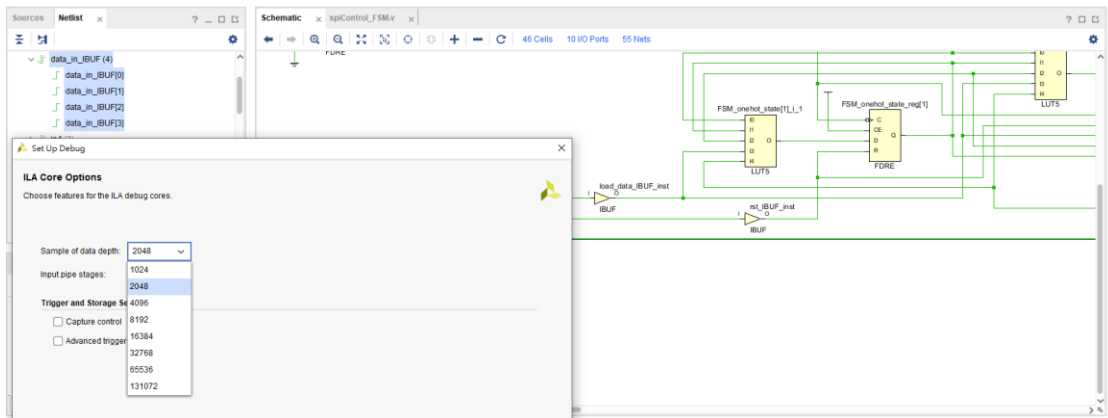 Sources Netlist × ? _ □
Schematic × spiControl_FSM.v × ? □
46 Cells 10 I/O Ports 55 Nets
data_in_IBUF (4)
data_in_IBUF[0]
data_in_IBUF[1]
data_in_IBUF[2]
data_in_IBUF[3]
FDRE
I1
I2 O
I3
I4
LUT5
FSM_onehot_state[1]_i_1
I0
I1
I2 O
I3
I4
LUT5
FSM_onehot_state_reg[1]
C
CE
D Q
R
FDRE
load_data_IBUF_inst
I O
IBUF
rst_IBUF_inst
I O
IBUF
Set Up Debug ×
ILA Core Options
Choose features for the ILA debug cores.
Sample of data depth: 2048
Input pipe stages:
1024
2048
4096
8192
16384
32768
65536
131072
Trigger and Storage Se
Capture control
Advanced trigger